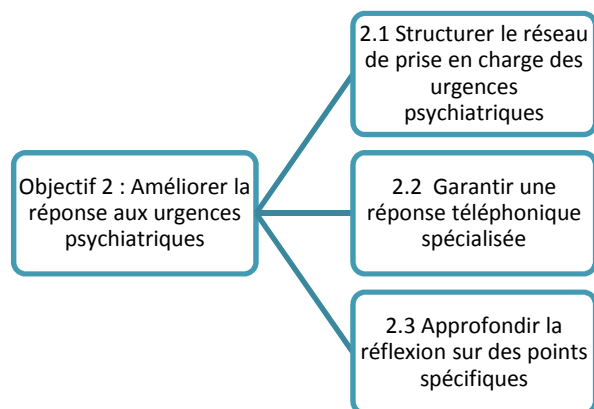 Objectif 2 : Améliorer la
réponse aux urgences
psychiatriques
2.1 Structurer le réseau
de prise en charge des
urgences
psychiatriques
2.2 Garantir une
réponse téléphonique
spécialisée
2.3 Approfondir la
réflexion sur des points
spécifiques